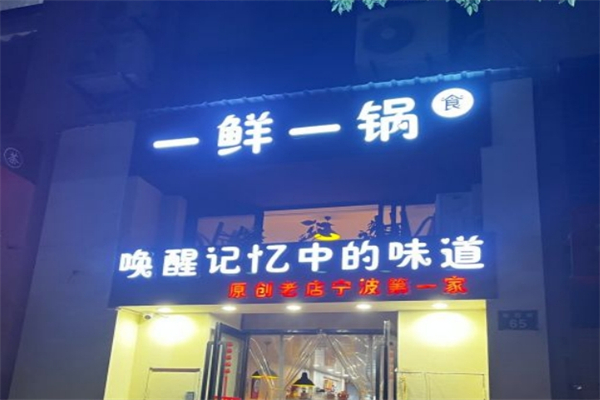 一鲜一锅 食
唤醒记忆中的味道
原创老店宁波第一家
65